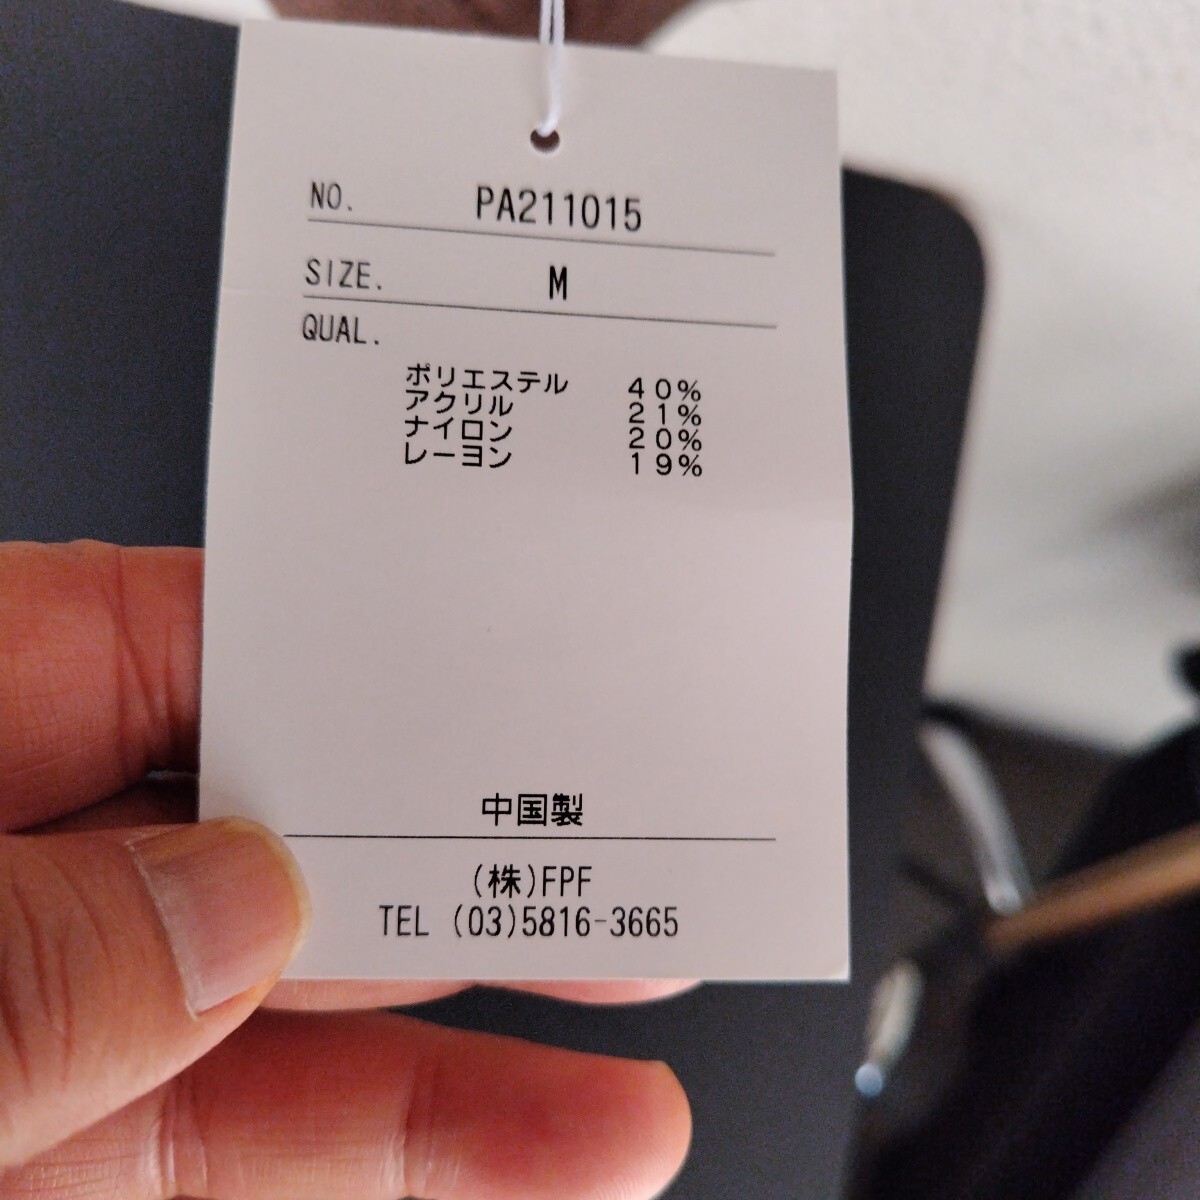 NO. PA211015
SIZE. M
QUAL.
ポリエステル 40%
アクリル 21%
ナイロン 20%
レーヨン 19%
中国製
(株)FPF
TEL (03)5816-3665